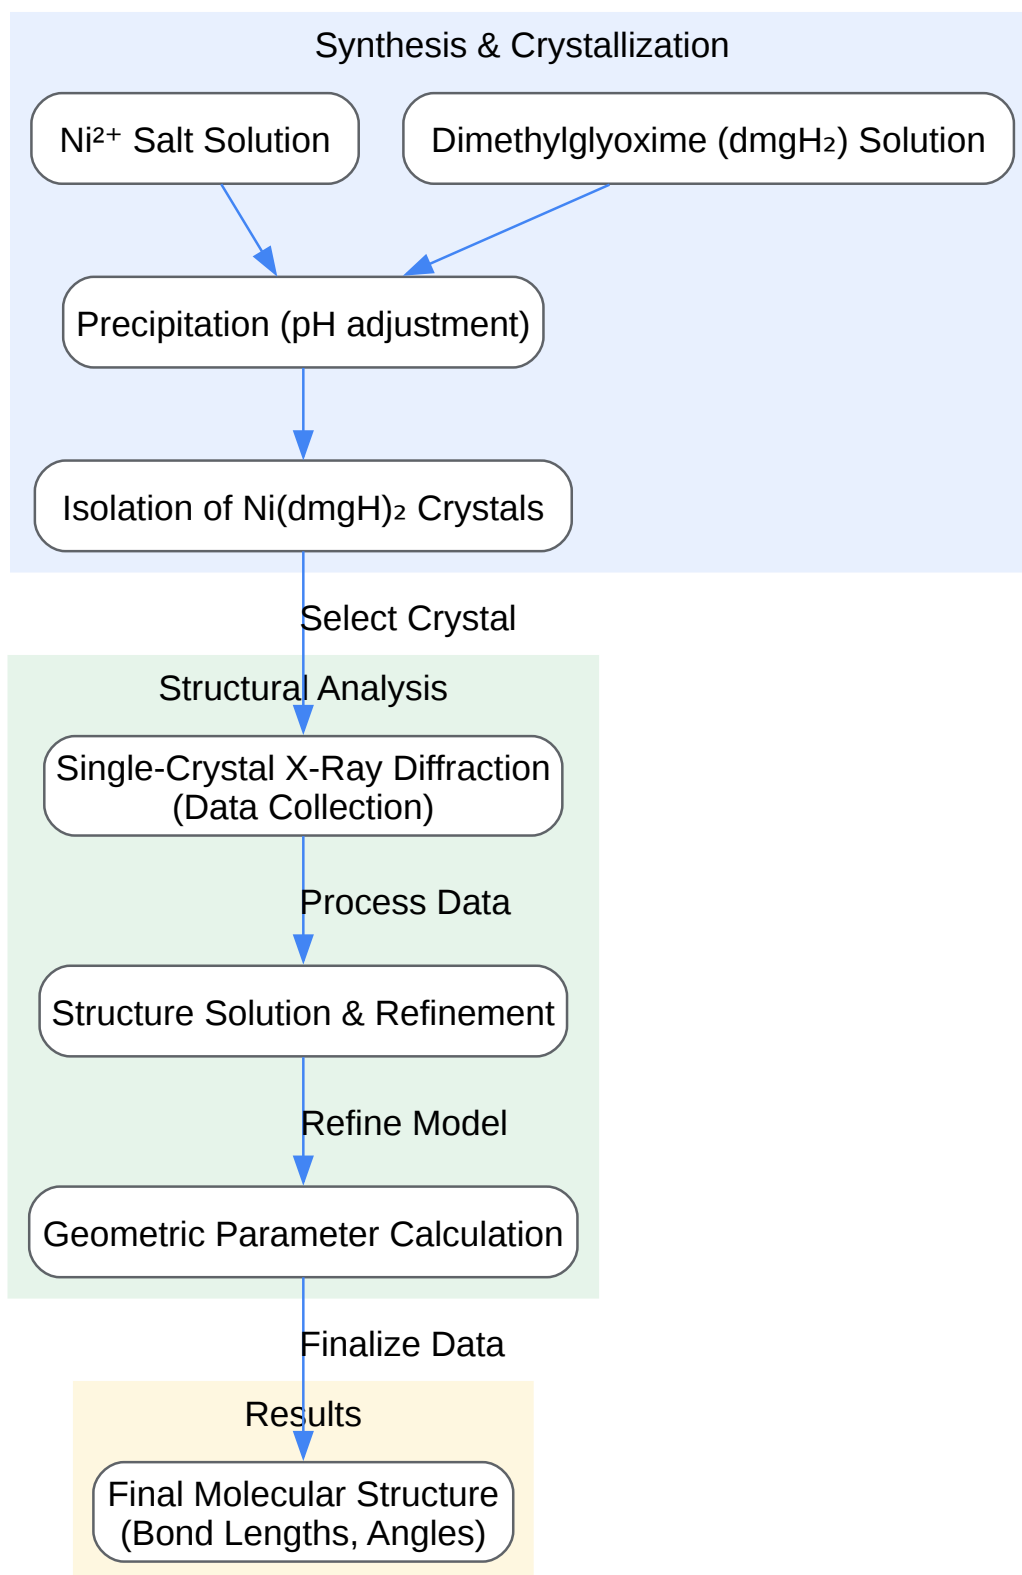 Synthesis & Crystallization
Ni²⁺ Salt Solution
Dimethylglyoxime (dmgH₂) Solution
Precipitation (pH adjustment)
Isolation of Ni(dmgH)₂ Crystals
Select Crystal
Structural Analysis
Single-Crystal X-Ray Diffraction
(Data Collection)
Process Data
Structure Solution & Refinement
Refine Model
Geometric Parameter Calculation
Finalize Data
Results
Final Molecular Structure
(Bond Lengths, Angles)